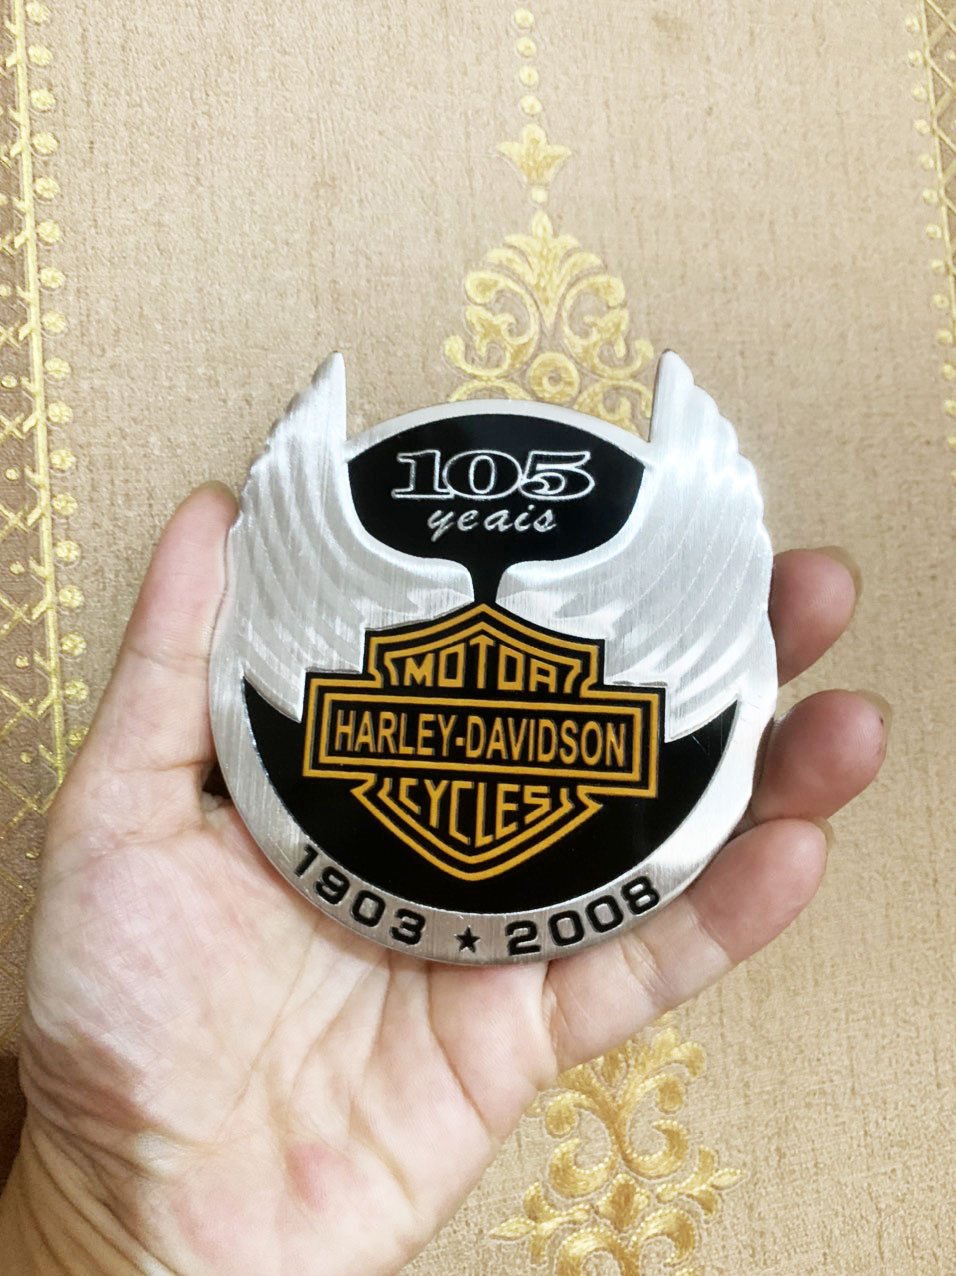 105
yeais
MOTOR
HARLEY-DAVIDSON
CYCLES
1903 ★ 2008